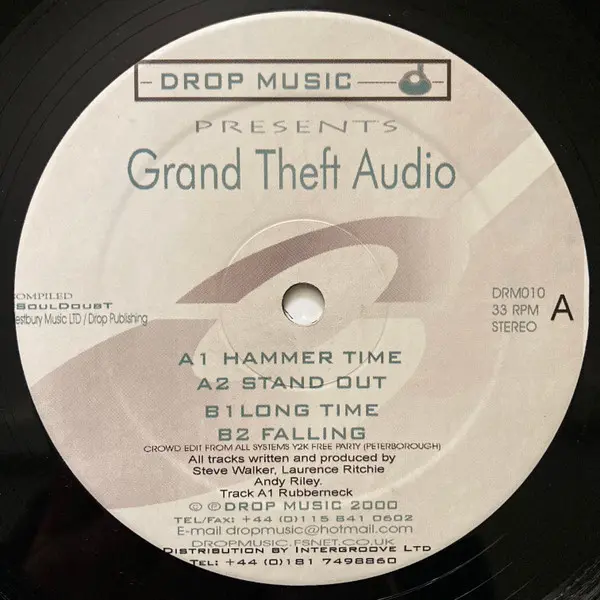 DROP MUSIC
PRESENTS
Grand Theft Audio
COMPILED
SOULDOUBT
estbury Music LTD / Drop Publishing
DRM010
33 RPM
STEREO
A
A1 HAMMER TIME
A2 STAND OUT
B1 LONG TIME
B2 FALLING
CROWD EDIT FROM ALL SYSTEMS Y2K FREE PARTY (PETERBOROUGH)
All tracks written and produced by
Steve Walker, Laurence Ritchie
Andy Riley.
Track A1 Rubberneck
© ℗ DROP MUSIC 2000
TEL/FAX: +44 (0)115 841 0602
E-mail dropmusic@hotmail.com
DROPMUSIC.FSNET.CO.UK
DISTRIBUTION BY INTERGROOVE LTD
TEL: +44 (0)181 7498860